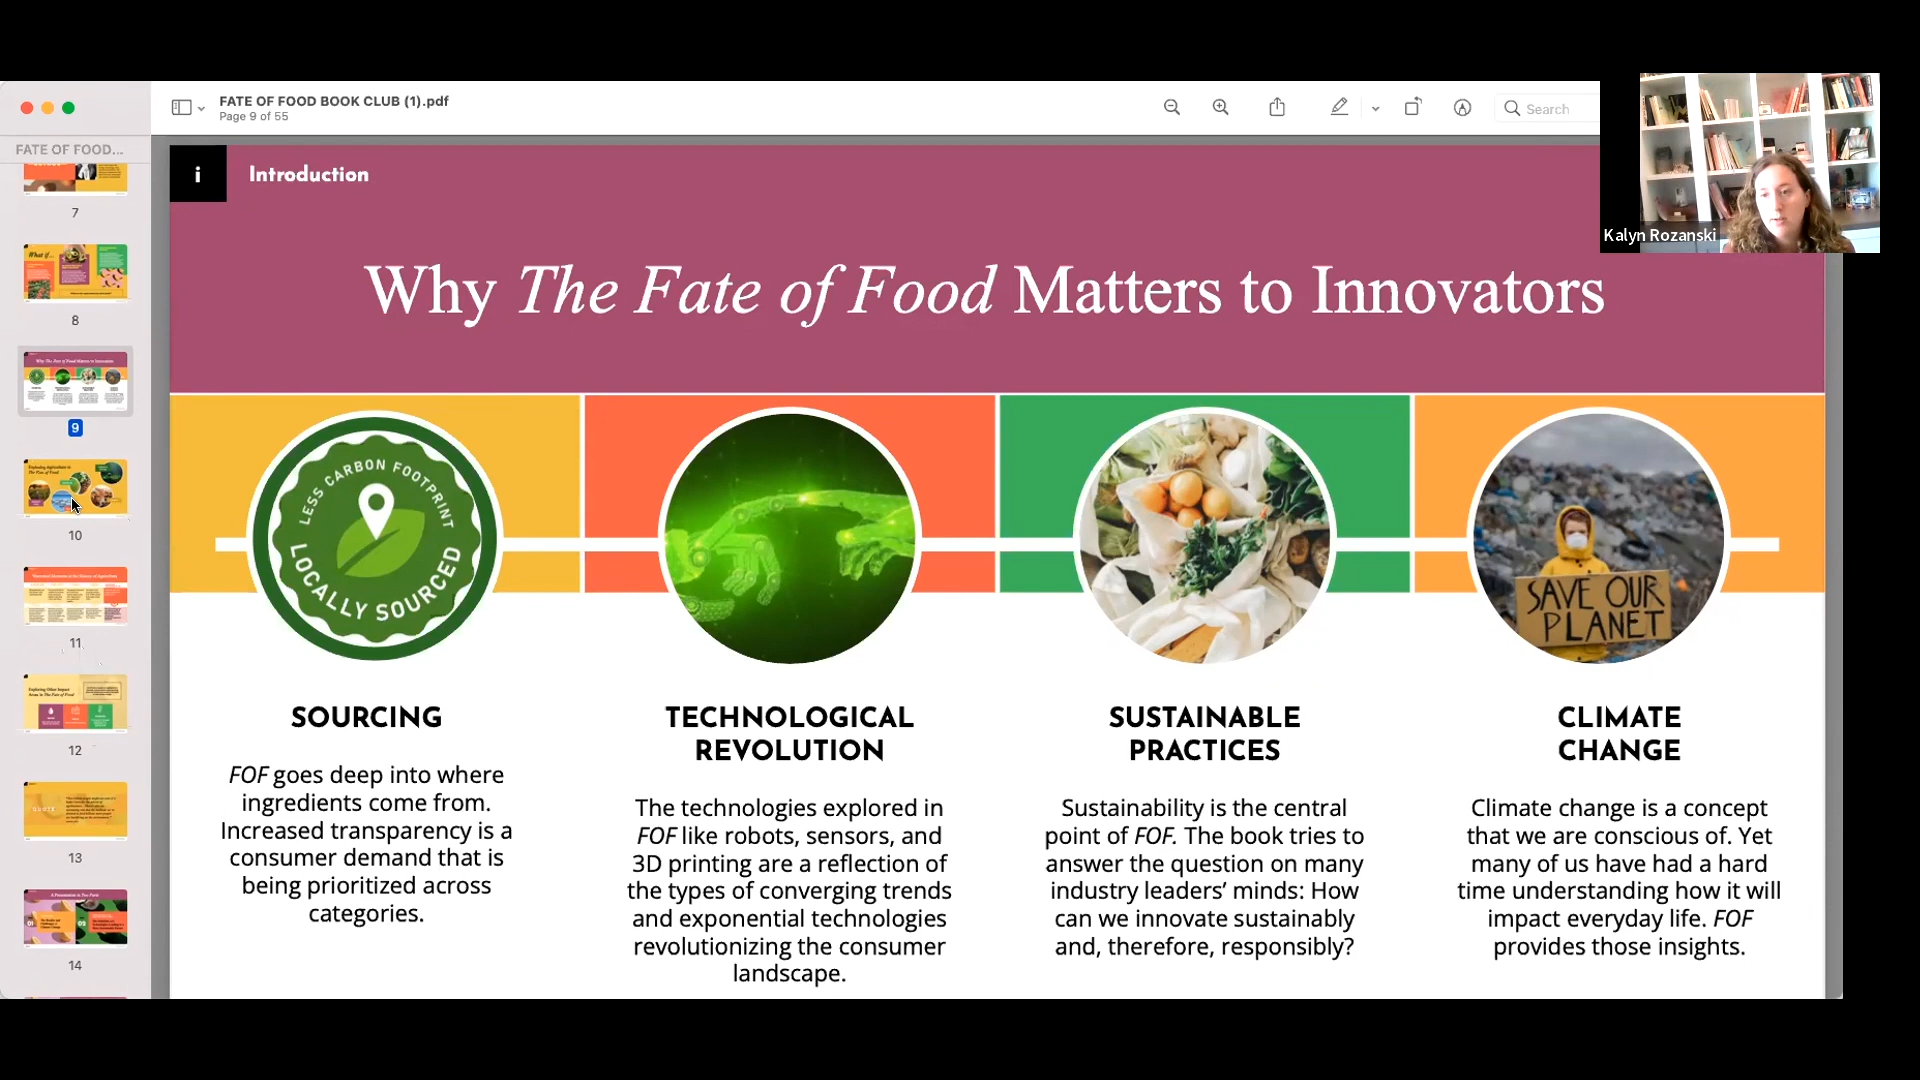 FATE OF FOOD BOOK CLUB (1).pdf
Page 9 of 55
Search
FATE OF FOOD...
7
8
9
10
11
12
13
14
i
Introduction
Kalyn Rozanski
Why The Fate of Food Matters to Innovators
LESS CARBON FOOTPRINT
LOCALLY SOURCED
SAVE OUR
PLANET
SOURCING
FOF goes deep into where
ingredients come from.
Increased transparency is a
consumer demand that is
being prioritized across
categories.
TECHNOLOGICAL
REVOLUTION
The technologies explored in
FOF like robots, sensors, and
3D printing are a reflection of
the types of converging trends
and exponential technologies
revolutionizing the consumer
landscape.
SUSTAINABLE
PRACTICES
Sustainability is the central
point of FOF. The book tries to
answer the question on many
industry leaders’ minds: How
can we innovate sustainably
and, therefore, responsibly?
CLIMATE
CHANGE
Climate change is a concept
that we are conscious of. Yet
many of us have had a hard
time understanding how it will
impact everyday life. FOF
provides those insights.